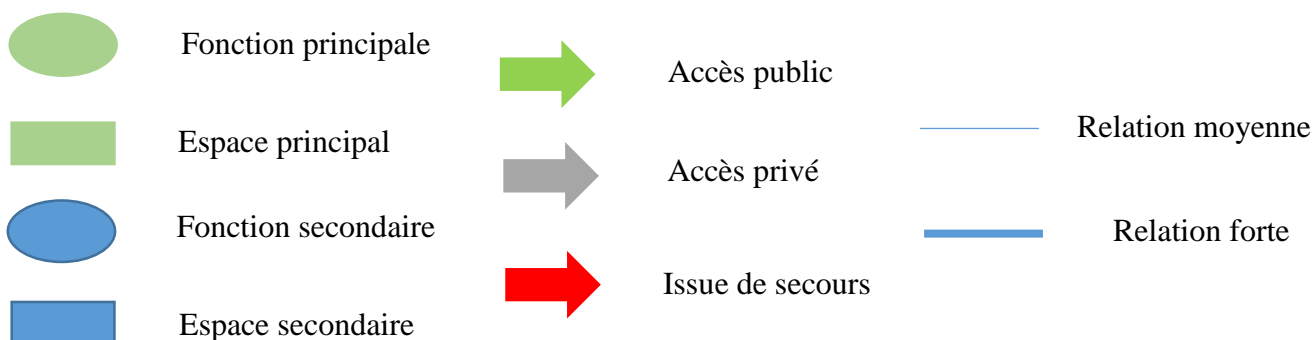 Fonction principale
Espace principal
Fonction secondaire
Espace secondaire
Accès public
Accès privé
Issue de secours
Relation moyenne
Relation forte